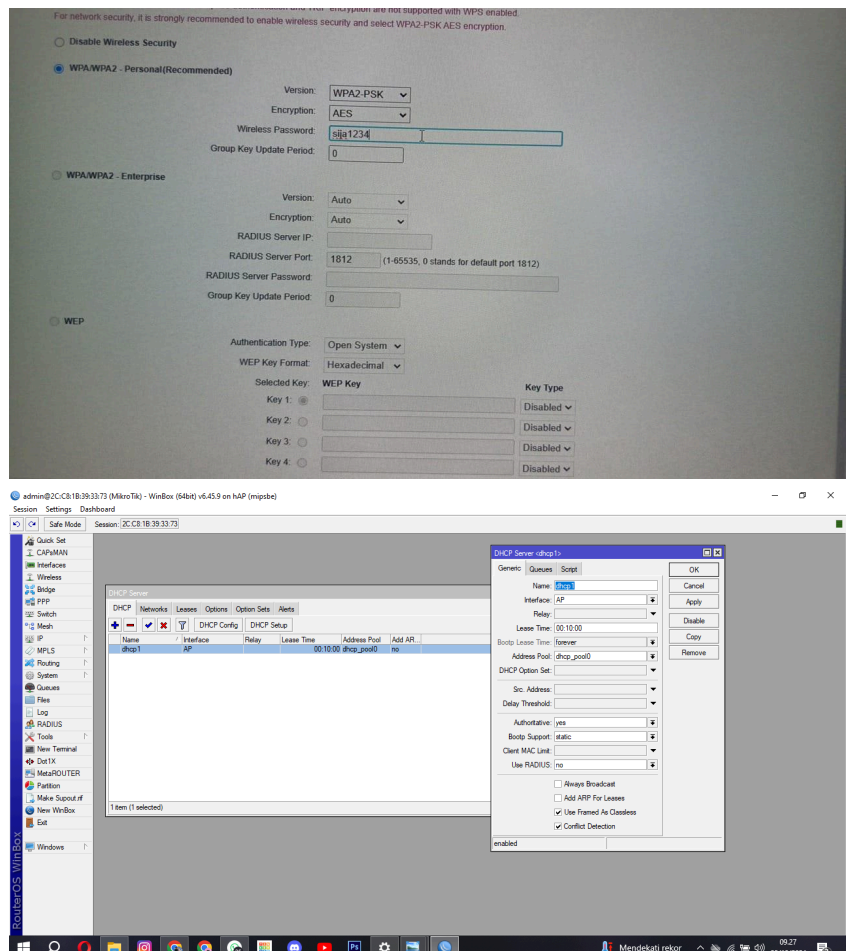 For network security, it is strongly recommended to enable wireless security and select WPA2-PSK AES encryption.
Disable Wireless Security
WPA/WPA2 - Personal(Recommended)
Version: WPA2-PSK
Encryption: AES
Wireless Password: sija1234
Group Key Update Period: 0
WPA/WPA2 - Enterprise
Version: Auto
Encryption: Auto
RADIUS Server IP:
RADIUS Server Port: 1812 (1-65535, 0 stands for default port 1812)
RADIUS Server Password:
Group Key Update Period: 0
WEP
Authentication Type: Open System
WEP Key Format: Hexadecimal
Selected Key: WEP Key Key Type
Key 1: Disabled
Key 2: Disabled
Key 3: Disabled
Key 4: Disabled
admin@2C:C8:1B:39:33:73 (MikroTik) - WinBox (64bit) v6.45.9 on hAP (mipsbe)
Session Settings Dashboard
Safe Mode Session: 2C:C8:1B:39:33:73
Quick Set
CAPsMAN
Interfaces
Wireless
Bridge
PPP
Switch
Mesh
IP
MPLS
Routing
System
Queues
Files
Log
RADIUS
Tools
New Terminal
Dot1X
MetaROUTER
Partition
Make Supout.rif
New WinBox
Exit
Windows
RouterOS WinBox
DHCP Server
DHCP Networks Leases Options Option Sets Alerts
DHCP Config DHCP Setup
Name Interface Relay Lease Time Address Pool Add AR...
dhcp1 AP 00:10:00 dhcp_pool0 no
1 item (1 selected)
DHCP Server <dhcp1>
Generic Queues Script
Name: dhcp1
Interface: AP
Relay:
Lease Time: 00:10:00
Bootp Lease Time: forever
Address Pool: dhcp_pool0
DHCP Option Set:
Src. Address:
Delay Threshold:
Authoritative: yes
Bootp Support: static
Client MAC Limit:
Use RADIUS: no
Always Broadcast
Add ARP For Leases
Use Framed As Classless
Conflict Detection
enabled
OK
Cancel
Apply
Disable
Copy
Remove
Ps
Mendekati rekor
09.27